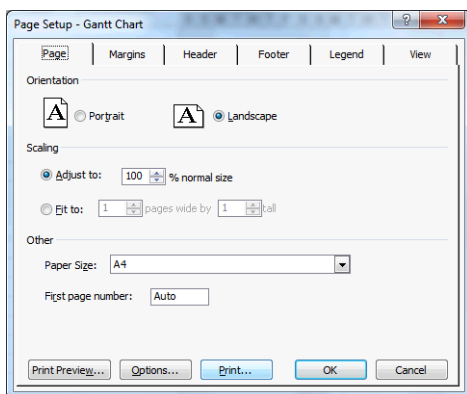 Page Setup - Gantt Chart
Page Margins Header Footer Legend View
Orientation
A Portrait A Landscape
Scaling
Adjust to: 100 % normal size
Fit to: 1 pages wide by 1 tall
Other
Paper Size: A4
First page number: Auto
Print Preview... Options... Print... OK Cancel